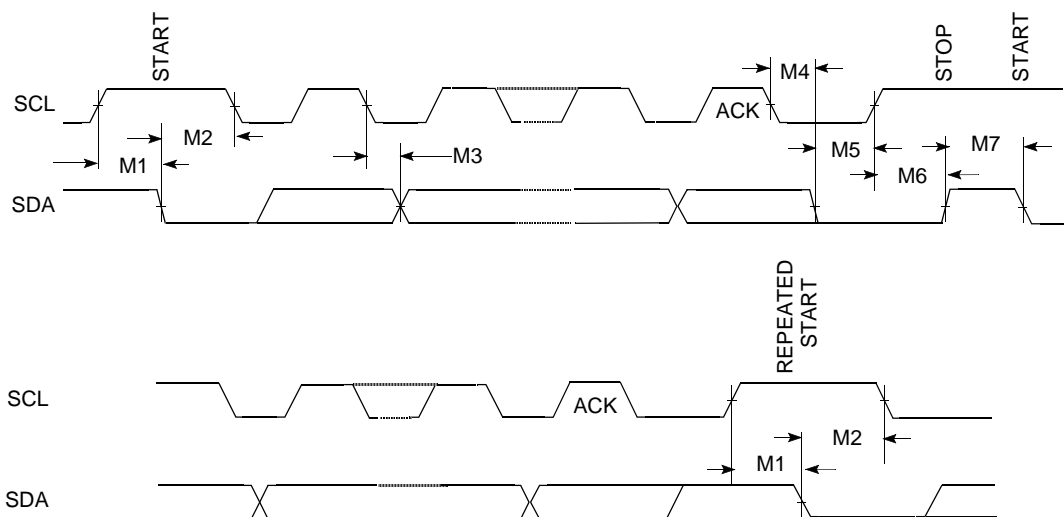 START
STOP
START
M4
SCL
ACK
M2
M7
M1
M3
M5
M6
SDA
REPEATED
START
SCL
ACK
M2
M1
SDA